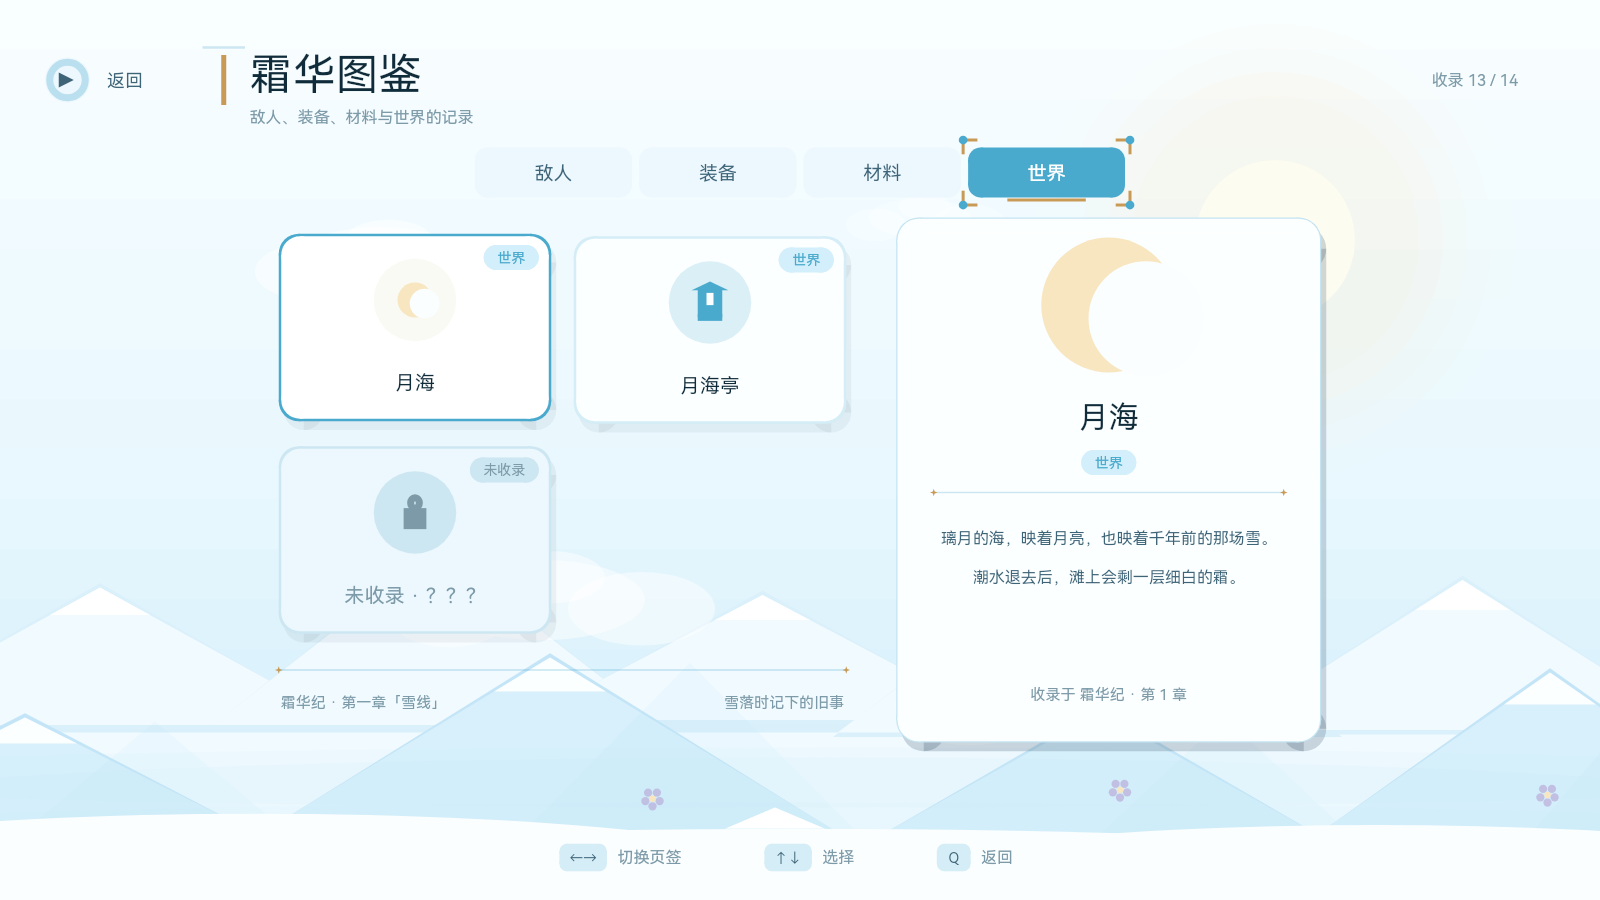 返回
霜华图鉴
敌人、装备、材料与世界的记录
收录 13 / 14
敌人
装备
材料
世界
世界
月海
世界
月海亭
未收录
未收录 · ？？？
月海
世界
璃月的海，映着月亮，也映着千年前的那场雪。
潮水退去后，滩上会剩一层细白的霜。
收录于 霜华纪 · 第 1 章
霜华纪 · 第一章「雪线」
雪落时记下的旧事
←→ 切换页签
↑↓ 选择
Q 返回